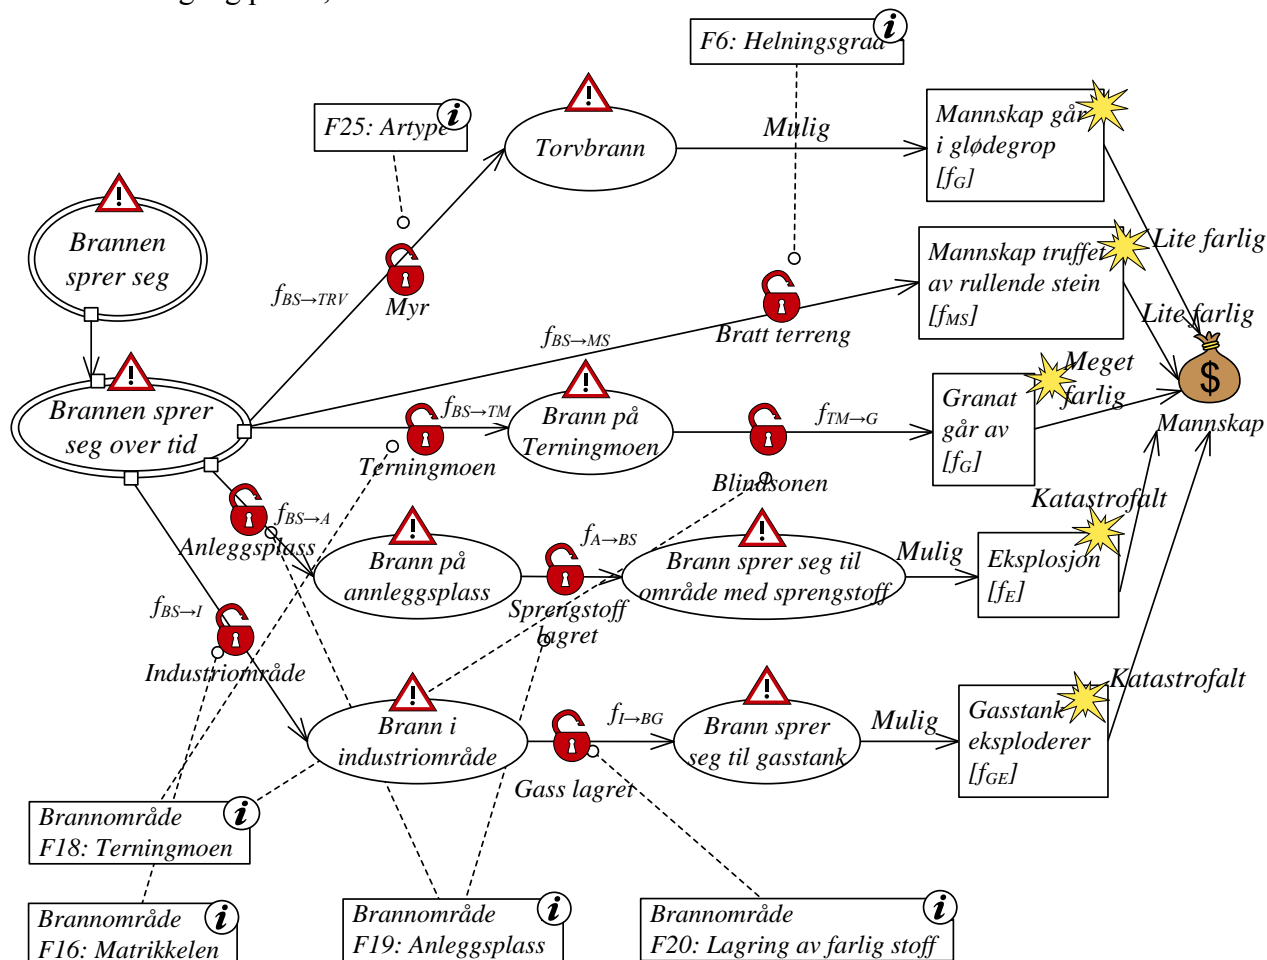 F6: Helningsgrad
i
F25: Artype
i
Torvbrann
Mulig
Mannskap går
i glødegrop
[fG]
Brannen
sprer seg
fBS→TRV
Myr
Mannskap truffet
av rullende stein
[fMS]
Lite farlig
Lite farlig
fBS→MS
Bratt terreng
$
Mannskap
Brannen sprer
seg over tid
fBS→TM
Terningmoen
Brann på
Terningmoen
fTM→G
Blindsonen
Granat
går av
[fG]
Meget
farlig
fBS→A
Anleggsplass
Brann på
annleggsplass
fA→BS
Sprengstoff
lagret
Brann sprer seg til
område med sprengstoff
Mulig
Eksplosjon
[fE]
Katastrofalt
fBS→I
Industriområde
Brann i
industriområde
fI→BG
Gass lagret
Brann sprer
seg til gasstank
Mulig
Gasstank
eksploderer
[fGE]
Katastrofalt
Brannområde
F18: Terningmoen
i
Brannområde
F16: Matrikkelen
i
Brannområde
F19: Anleggsplass
i
Brannområde
F20: Lagring av farlig stoff
i